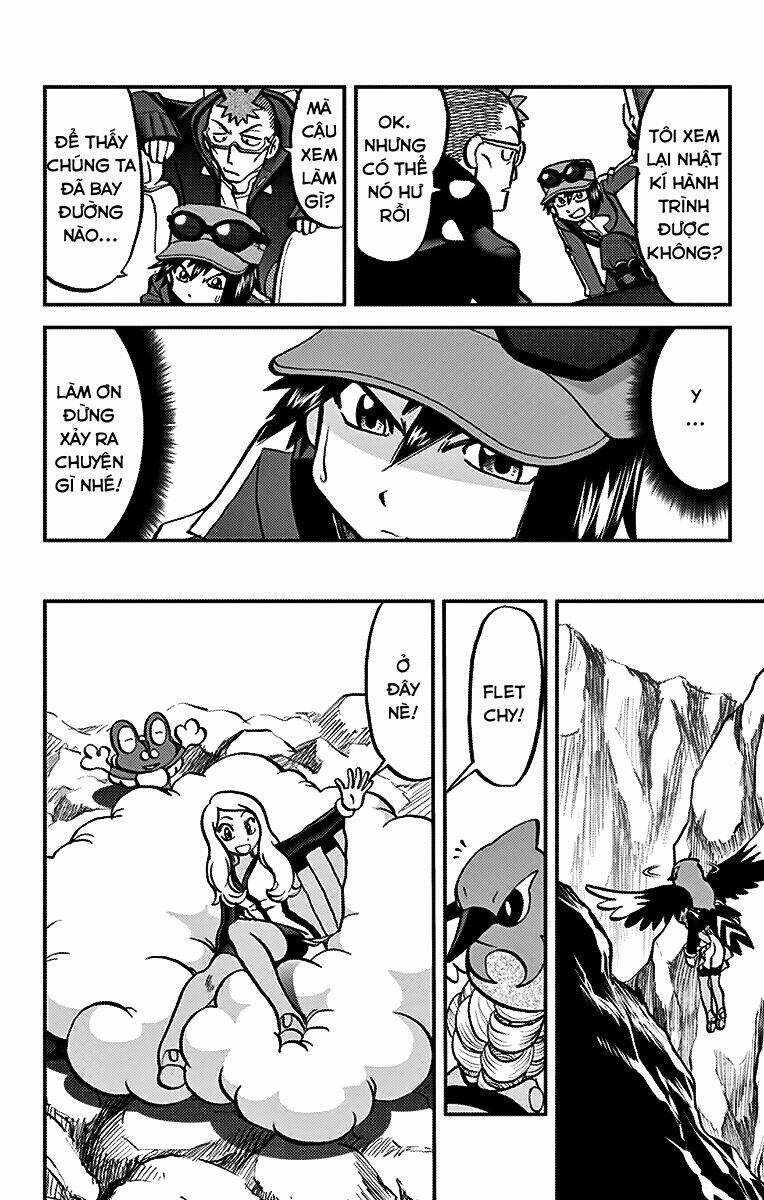 TÔI XEM
LẠI NHẬT
KÍ HÀNH
TRÌNH
ĐƯỢC
KHÔNG?
OK.
NHƯNG
CÓ THỂ
NÓ HƯ
RỒI
MÀ
CẬU
XEM
LÀM
GÌ?
ĐỂ THẤY
CHÚNG TA
ĐÃ BAY
ĐƯỜNG
NÀO...
Y
...
LÀM ƠN
ĐỪNG
XẢY RA
CHUYỆN
GÌ NHÉ!
FLET
CHY!
Ở
ĐÂY
NÈ!